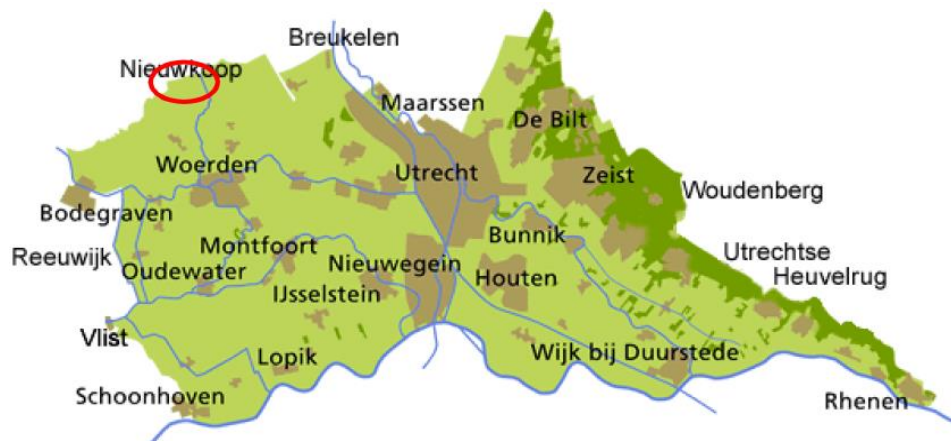 Breukelen
Nieuwkoop
Maarssen
De Bilt
Woerden
Utrecht
Zeist
Woudenberg
Bodegraven
Bunnik
Montfoort
Reeuwijk
Utrechtse
Heuvelrug
Oudewater
Nieuwegein
Houten
IJsselstein
Vlist
Lopik
Wijk bij Duurstede
Schoonhoven
Rhenen